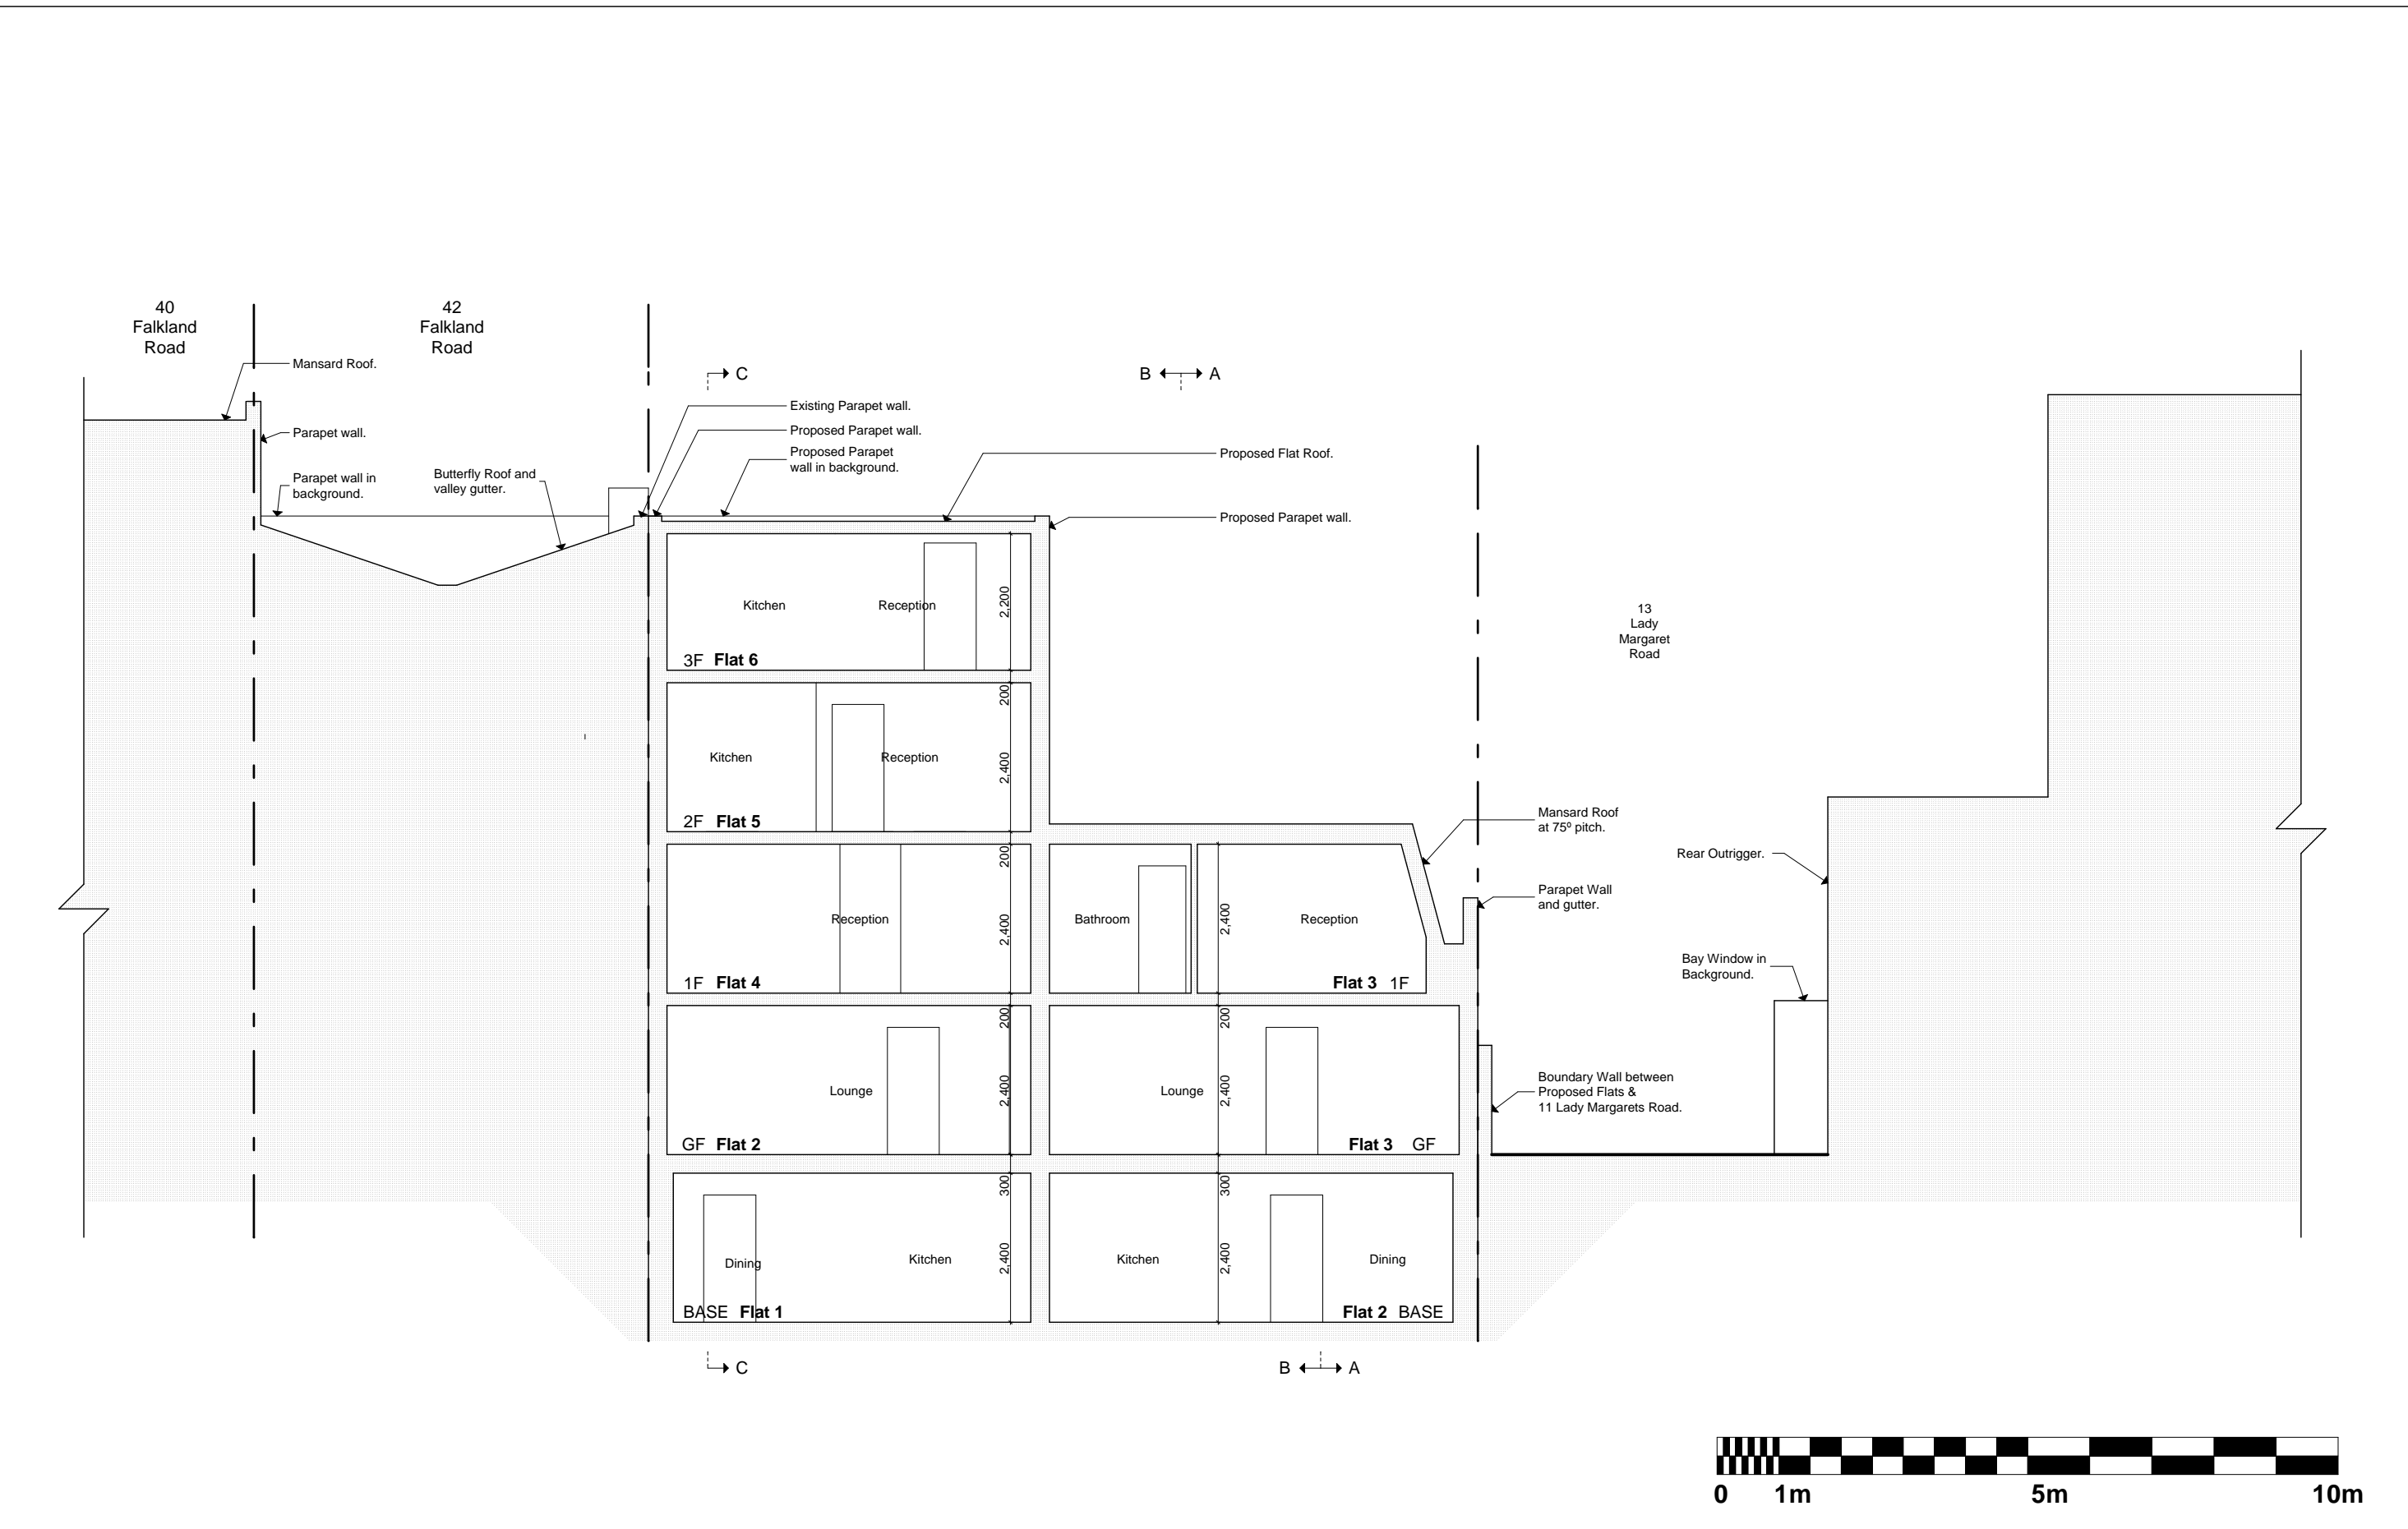 40
Falkland
Road
42
Falkland
Road
Mansard Roof.
C
B
A
Existing Parapet wall.
Parapet wall.
Proposed Parapet wall.
Proposed Parapet
wall in background.
Proposed Flat Roof.
Parapet wall in
background.
Butterfly Roof and
valley gutter.
Proposed Parapet wall.
Kitchen
Reception
2,200
3F Flat 6
13
Lady
Margaret
Road
200
Kitchen
Reception
2,400
2F Flat 5
Mansard Roof
at 75º pitch.
Rear Outrigger.
200
Parapet Wall
and gutter.
Reception
2,400
Bathroom
2,400
Reception
1F Flat 4
Flat 3 1F
Bay Window in
Background.
200
200
Lounge
2,400
Lounge
2,400
Boundary Wall between
Proposed Flats &
11 Lady Margarets Road.
GF Flat 2
Flat 3 GF
300
300
Dining
Kitchen
2,400
Kitchen
2,400
Dining
BASE Flat 1
Flat 2 BASE
C
B
A
0 1m 5m 10m